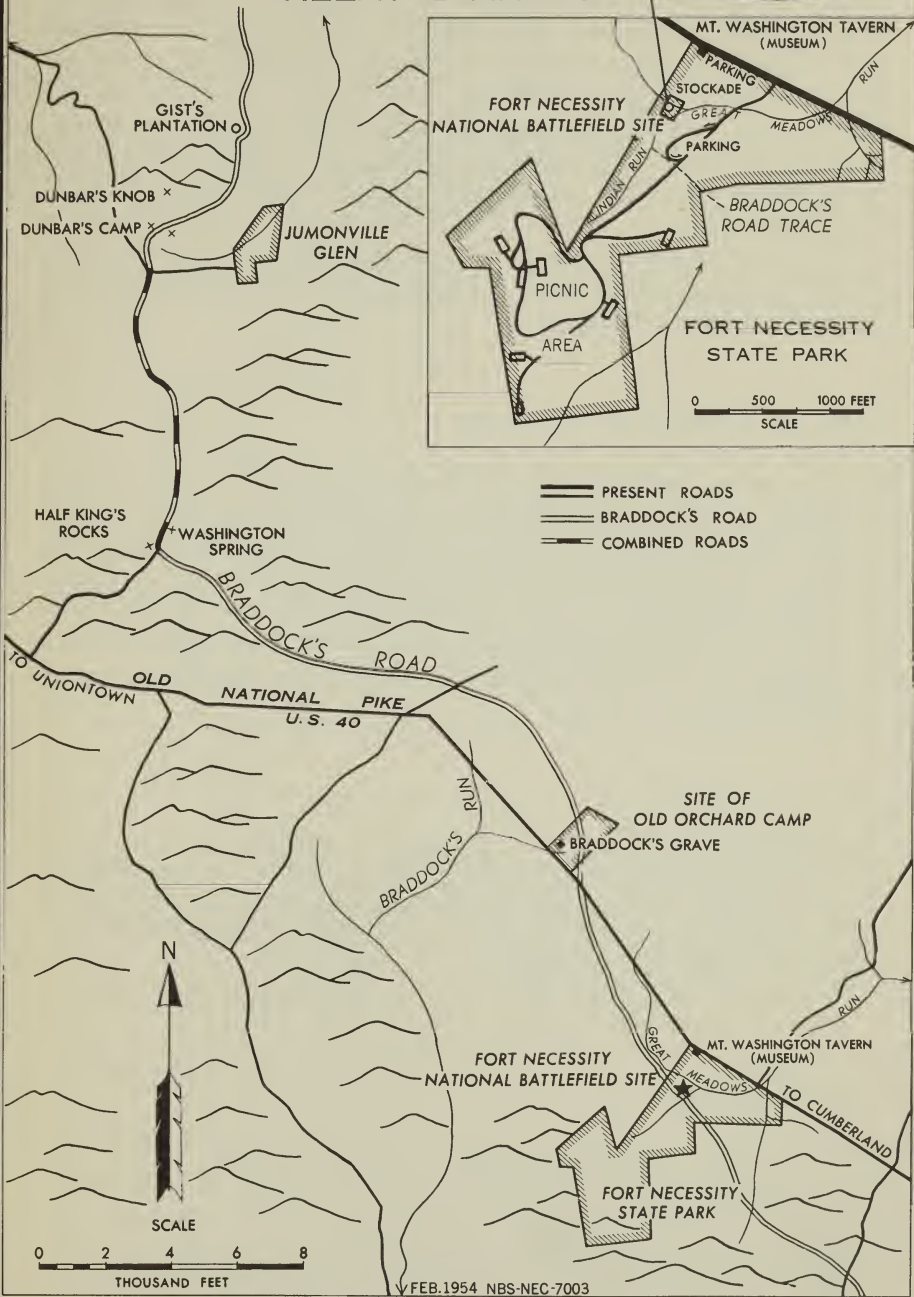 MT. WASHINGTON TAVERN
(MUSEUM)
PARKING
STOCKADE
FORT NECESSITY
NATIONAL BATTLEFIELD SITE
GREAT
MEADOWS
RUN
PARKING
INDIAN RUN
BRADDOCK'S
ROAD TRACE
PICNIC
AREA
FORT NECESSITY
STATE PARK
0 500 1000 FEET
SCALE
GIST'S
PLANTATION
DUNBAR'S KNOB
DUNBAR'S CAMP
JUMONVILLE
GLEN
PRESENT ROADS
BRADDOCK'S ROAD
COMBINED ROADS
HALF KING'S
ROCKS
WASHINGTON
SPRING
BRADDOCK'S ROAD
TO UNIONTOWN
OLD NATIONAL PIKE
U.S. 40
BRADDOCK'S RUN
SITE OF
OLD ORCHARD CAMP
BRADDOCK'S GRAVE
N
SCALE
0 2 4 6 8
THOUSAND FEET
FORT NECESSITY
NATIONAL BATTLEFIELD SITE
GREAT
MEADOWS
RUN
MT. WASHINGTON TAVERN
(MUSEUM)
TO CUMBERLAND
FORT NECESSITY
STATE PARK
FEB.1954 NBS-NEC-7003